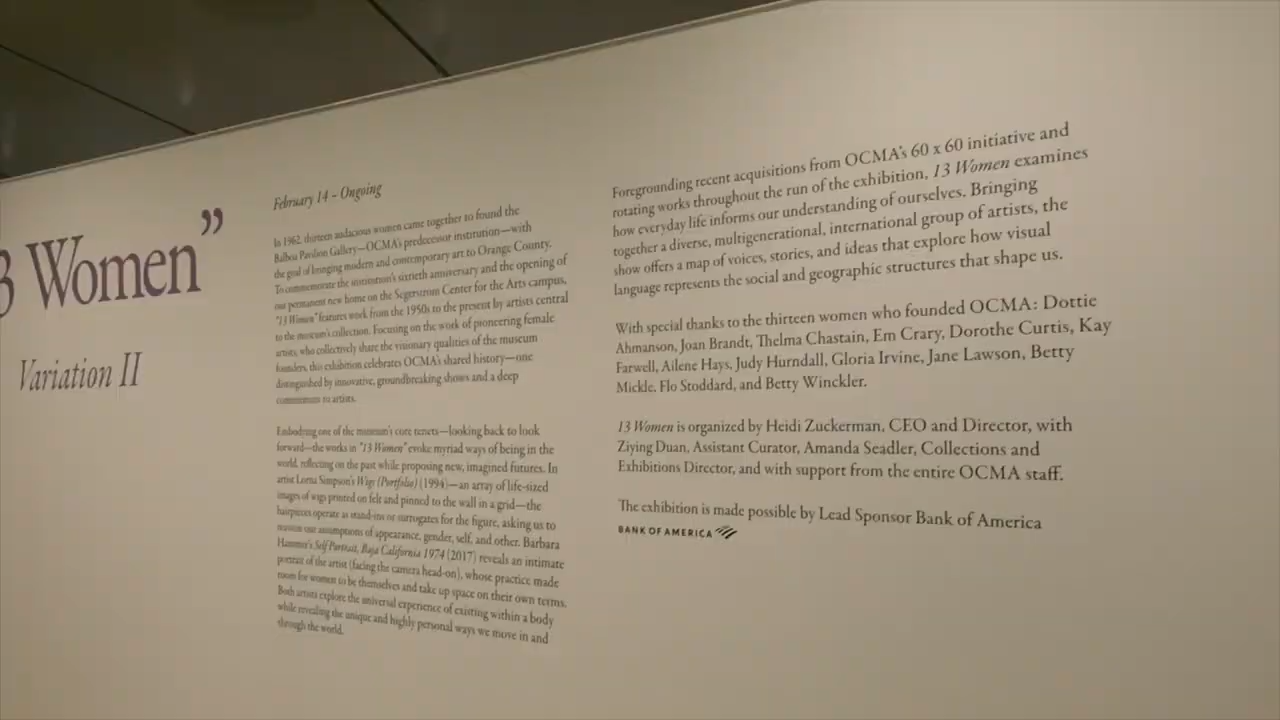 3 Women”
Variation II
February 14 – Ongoing
In 1962, thirteen audacious women came together to found the
Balboa Pavilion Gallery—OCMA’s predecessor institution—with
the goal of bringing modern and contemporary art to Orange County.
To commemorate the institution’s sixtieth anniversary and the opening of
our permanent new home on the Segerstrom Center for the Arts campus,
“13 Women” features work from the 1950s to the present by artists central
to the museum’s collection. Focusing on the work of pioneering female
artists, who collectively share the visionary qualities of the museum
founders, this exhibition celebrates OCMA’s shared history—one
distinguished by innovative, groundbreaking shows and a deep
commitment to artists.
Embodying one of the museum’s core tenets—looking back to look
forward—the works in “13 Women” evoke myriad ways of being in the
world, reflecting on the past while proposing new, imagined futures. In
artist Lorna Simpson’s Wigs (Portfolio) (1994)—an array of life-sized
images of wigs printed on felt and pinned to the wall in a grid—the
hairpieces operate as stand-ins or surrogates for the figure, asking us to
reassess our assumptions of appearance, gender, self, and other. Barbara
Hammer’s Self Portrait, Baja California 1974 (2017) reveals an intimate
portrait of the artist (facing the camera head-on), whose practice made
room for women to be themselves and take up space on their own terms.
Both artists explore the universal experience of existing within a body
while revealing the unique and highly personal ways we move in and
through the world.
Foregrounding recent acquisitions from OCMA’s 60 x 60 initiative and
rotating works throughout the run of the exhibition, 13 Women examines
how everyday life informs our understanding of ourselves. Bringing
together a diverse, multigenerational, international group of artists, the
show offers a map of voices, stories, and ideas that explore how visual
language represents the social and geographic structures that shape us.
With special thanks to the thirteen women who founded OCMA: Dottie
Ahmanson, Joan Brandt, Thelma Chastain, Em Crary, Dorothe Curtis, Kay
Farwell, Ailene Hays, Judy Hurndall, Gloria Irvine, Jane Lawson, Betty
Mickle, Flo Stoddard, and Betty Winckler.
13 Women is organized by Heidi Zuckerman, CEO and Director, with
Ziying Duan, Assistant Curator, Amanda Seadler, Collections and
Exhibitions Director, and with support from the entire OCMA staff.
The exhibition is made possible by Lead Sponsor Bank of America
BANK OF AMERICA